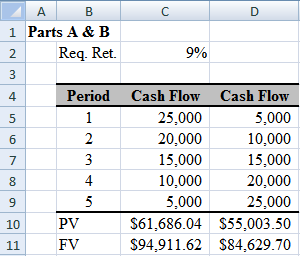 A B C D
1 Parts A & B
2 Req. Ret. 9%
3
4 Period Cash Flow Cash Flow
5 1 25,000 5,000
6 2 20,000 10,000
7 3 15,000 15,000
8 4 10,000 20,000
9 5 5,000 25,000
10 PV $61,686.04 $55,003.50
11 FV $94,911.62 $84,629.70